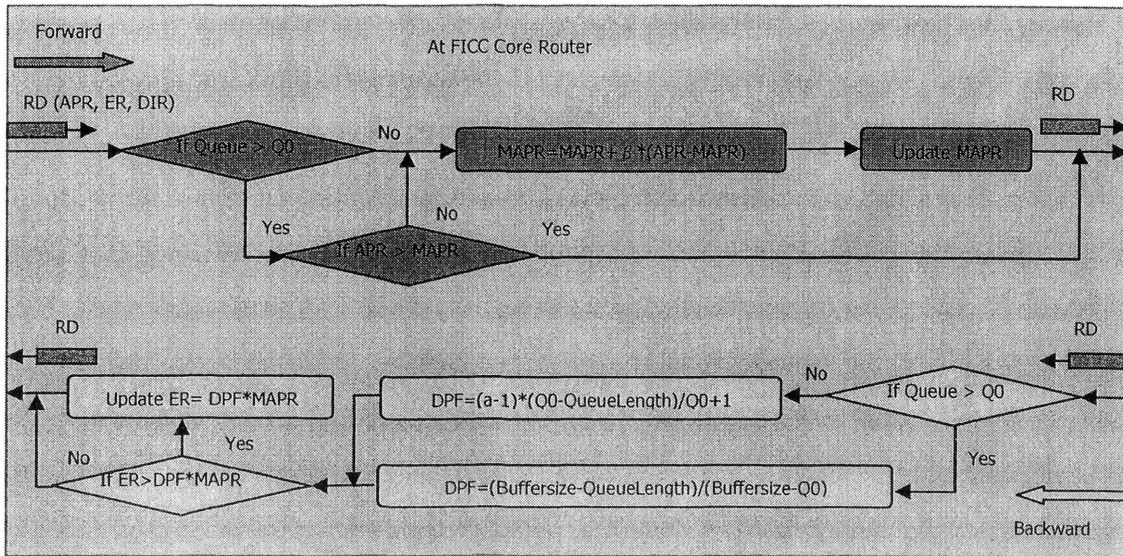 Forward
At FICC Core Router
RD (APR, ER, DIR)
RD
If Queue > Q0
No
MAPR=MAPR+ β †(APR-MAPR)
Update MAPR
Yes
No
Yes
If APR > MAPR
RD
RD
Update ER= DPF*MAPR
DPF=(a-1)*(Q0-QueueLength)/Q0+1
No
If Queue > Q0
Yes
No
If ER>DPF*MAPR
Yes
DPF=(Buffersize-QueueLength)/(Buffersize-Q0)
Backward